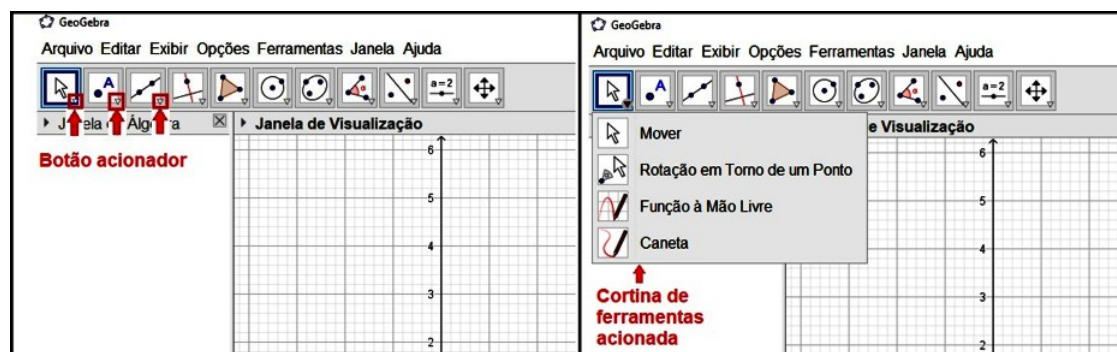 GeoGebra
Arquivo Editar Exibir Opções Ferramentas Janela Ajuda
A
a=2
Janela de Visualização
Botão acionador
6
5
4
3
2
GeoGebra
Arquivo Editar Exibir Opções Ferramentas Janela Ajuda
A
a=2
e Visualização
Mover
Rotação em Torno de um Ponto
Função à Mão Livre
Caneta
Cortina de
ferramentas
acionada
6
5
4
3
2